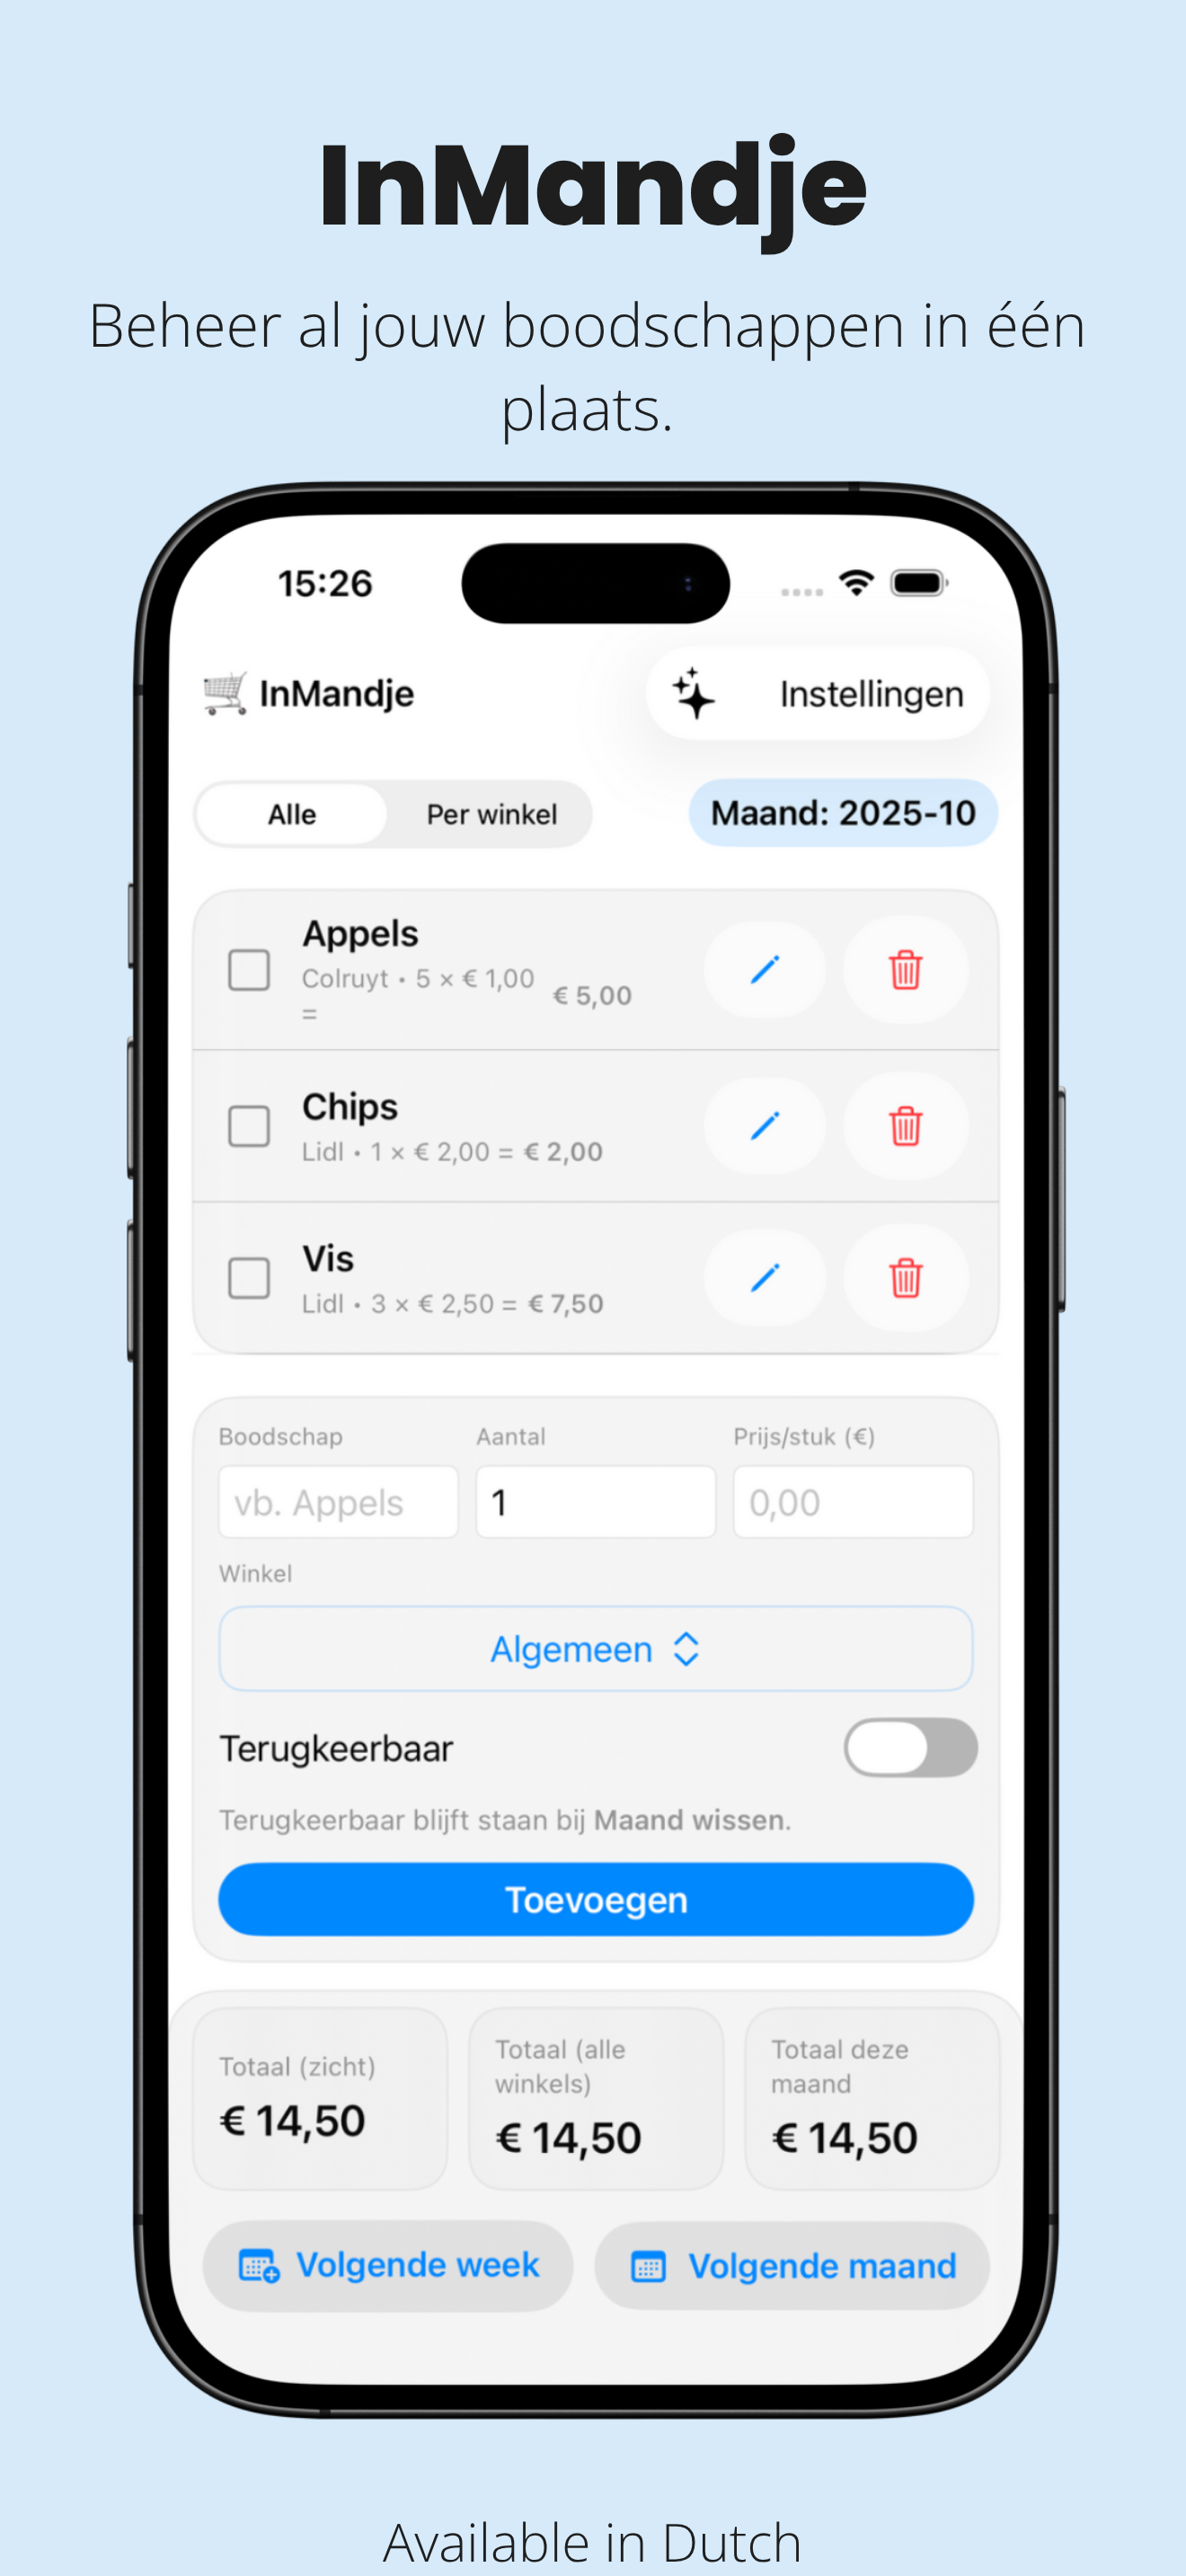 InMandje
Beheer al jouw boodschappen in één
plaats.
15:26
InMandje
Instellingen
Alle
Per winkel
Maand: 2025-10
Appels
Colruyt • 5 × € 1,00
=
€ 5,00
Chips
Lidl • 1 × € 2,00 = € 2,00
Vis
Lidl • 3 × € 2,50 = € 7,50
Boodschap
Aantal
Prijs/stuk (€)
vb. Appels
1
0,00
Winkel
Algemeen
Terugkeerbaar
Terugkeerbaar blijft staan bij Maand wissen.
Toevoegen
Totaal (zicht)
€ 14,50
Totaal (alle
winkels)
€ 14,50
Totaal deze
maand
€ 14,50
Volgende week
Volgende maand
Available in Dutch